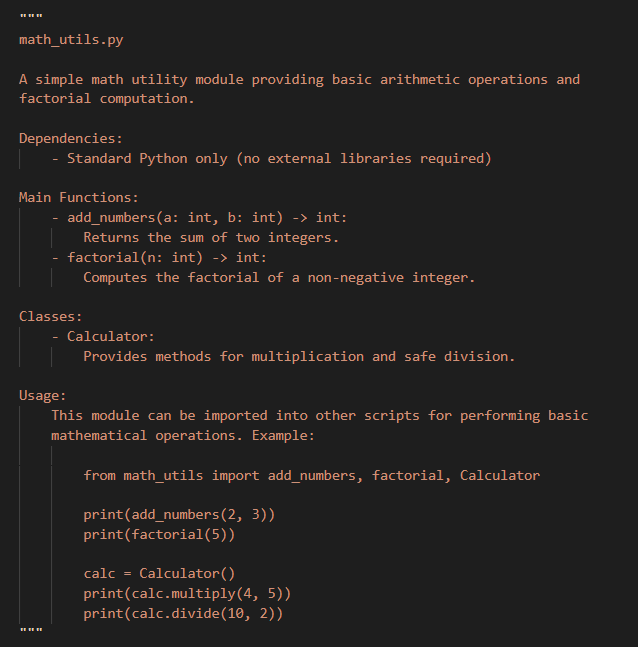 """
math_utils.py
A simple math utility module providing basic arithmetic operations and
factorial computation.
Dependencies:
- Standard Python only (no external libraries required)
Main Functions:
- add_numbers(a: int, b: int) -> int:
Returns the sum of two integers.
- factorial(n: int) -> int:
Computes the factorial of a non-negative integer.
Classes:
- Calculator:
Provides methods for multiplication and safe division.
Usage:
This module can be imported into other scripts for performing basic
mathematical operations. Example:
from math_utils import add_numbers, factorial, Calculator
print(add_numbers(2, 3))
print(factorial(5))
calc = Calculator()
print(calc.multiply(4, 5))
print(calc.divide(10, 2))
"""